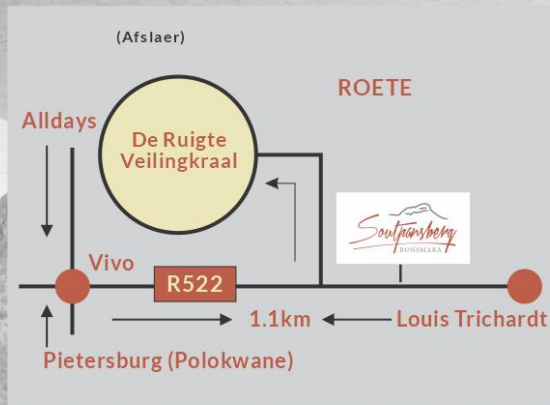 (Afslaer)
ROETE
Alldays
De Ruigte
Veilingkraal
Soutpansberg
BONSMARA
Vivo
R522
1.1km
Louis Trichardt
Pietersburg (Polokwane)